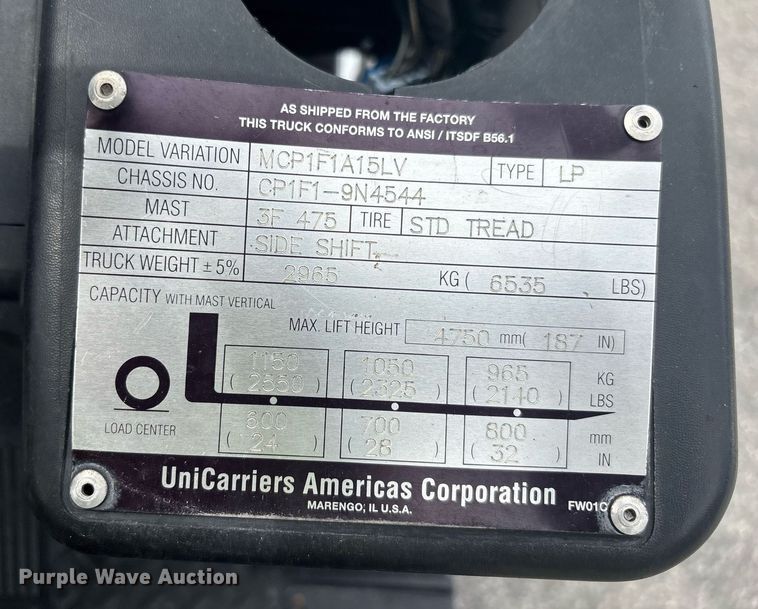 AS SHIPPED FROM THE FACTORY
THIS TRUCK CONFORMS TO ANSI / ITSDF B56.1
MODEL VARIATION MCP1F1A15LV TYPE LP
CHASSIS NO. CP1F1-9N4544
MAST 3F 475 TIRE STD TREAD
ATTACHMENT SIDE SHIFT
TRUCK WEIGHT ± 5% 2965 KG ( 6535 LBS)
CAPACITY WITH MAST VERTICAL
MAX. LIFT HEIGHT 4750 mm( 187 IN)
1150 1050 965 KG
( 2550 ) ( 2325 ) ( 2140 ) LBS
LOAD CENTER 600 700 800 mm
( 24 ) ( 28 ) ( 32 ) IN
UniCarriers Americas Corporation
MARENGO, IL U.S.A. FW01C
Purple Wave Auction